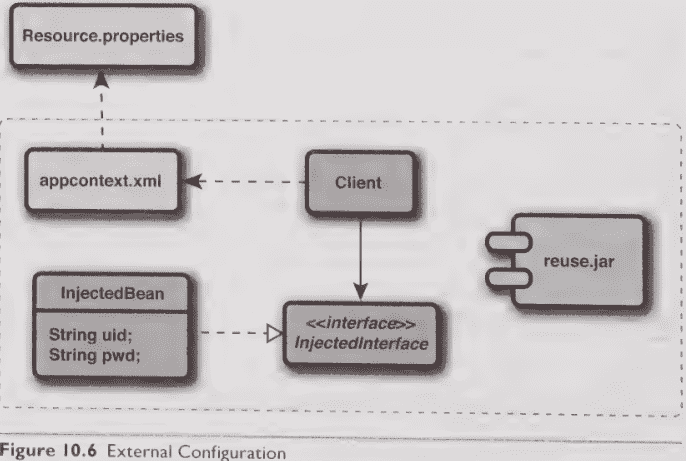 Resource.properties
appcontext.xml
Client
reuse.jar
InjectedBean
String uid;
String pwd;
<<interface>>
InjectedInterface
Figure 10.6 External Configuration